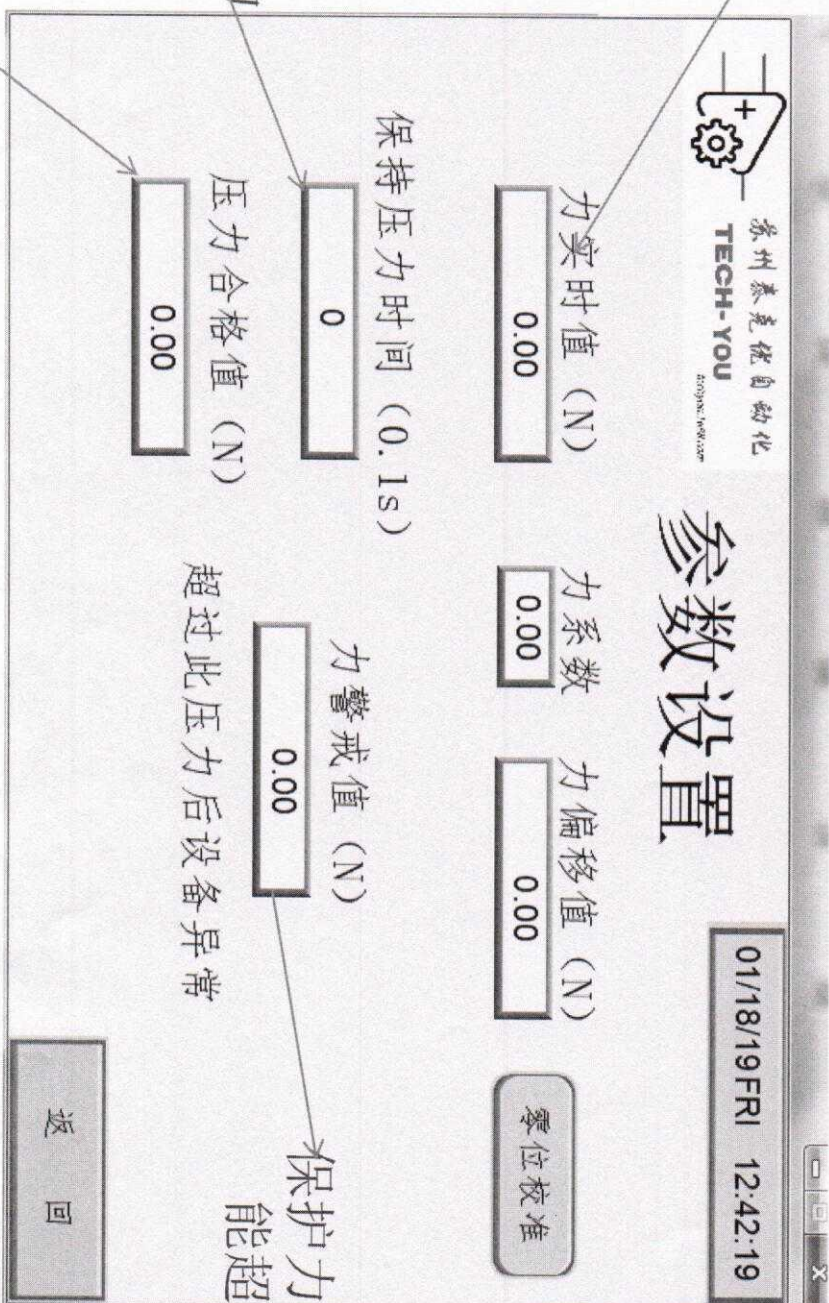 苏州泰克优自动化
TECH-YOU
参数设置
01/18/19 FRI 12:42:19
力实时值（N）
0.00
力系数
0.00
力偏移值（N）
0.00
零位校准
保持压力时间（0.1s）
0
力警戒值（N）
0.00
超过此压力后设备异常
压力合格值（N）
0.00
保护力
能超
返 回